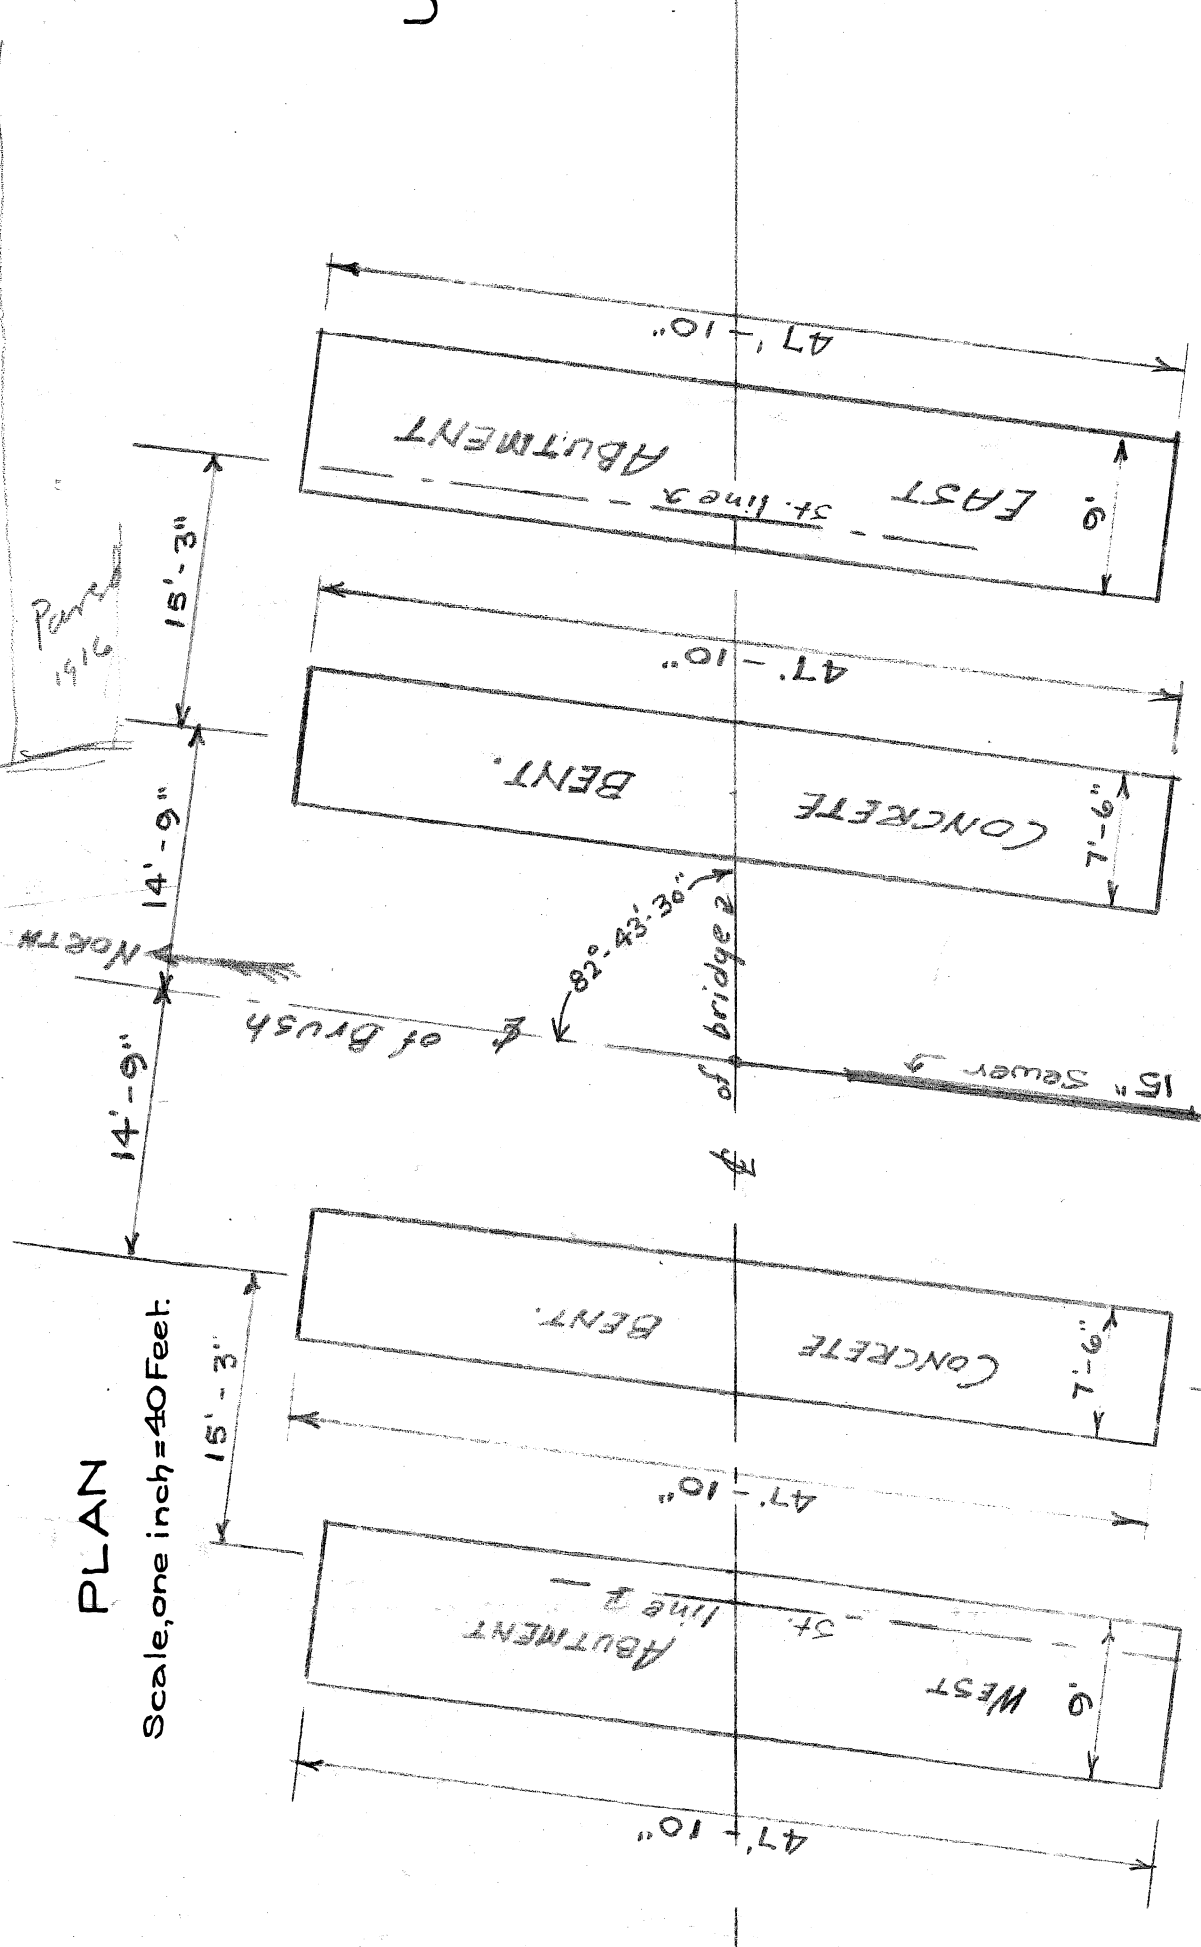 PLAN
Scale, one inch = 40 Feet.
15'-3"
14'-9"
14'-9"
15'-3"
Paved
1916
NORTH
℄ of Brush
82°-43'-30"
℄ of bridge
15" Sewer
47'-10"
EAST ABUTMENT
St. line
9'
47'-10"
CONCRETE BENT.
7'-6"
CONCRETE BENT.
7'-6"
47'-10"
St. line
WEST ABUTMENT
9'
47'-10"